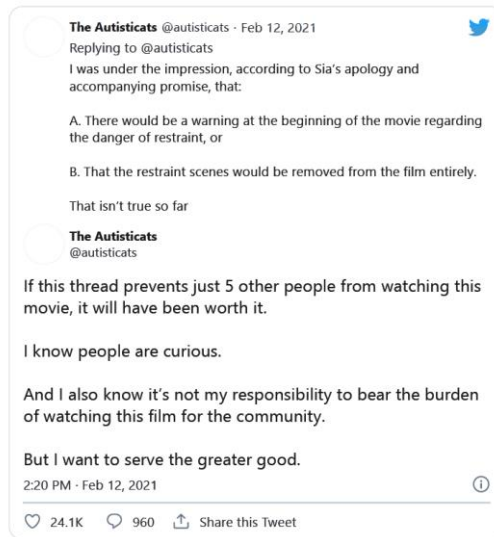 The Autisticats @autisticats · Feb 12, 2021
Replying to @autisticats
I was under the impression, according to Sia's apology and
accompanying promise, that:
A. There would be a warning at the beginning of the movie regarding
the danger of restraint, or
B. That the restraint scenes would be removed from the film entirely.
That isn't true so far
The Autisticats
@autisticats
If this thread prevents just 5 other people from watching this
movie, it will have been worth it.
I know people are curious.
And I also know it's not my responsibility to bear the burden
of watching this film for the community.
But I want to serve the greater good.
2:20 PM · Feb 12, 2021
24.1K 960 Share this Tweet